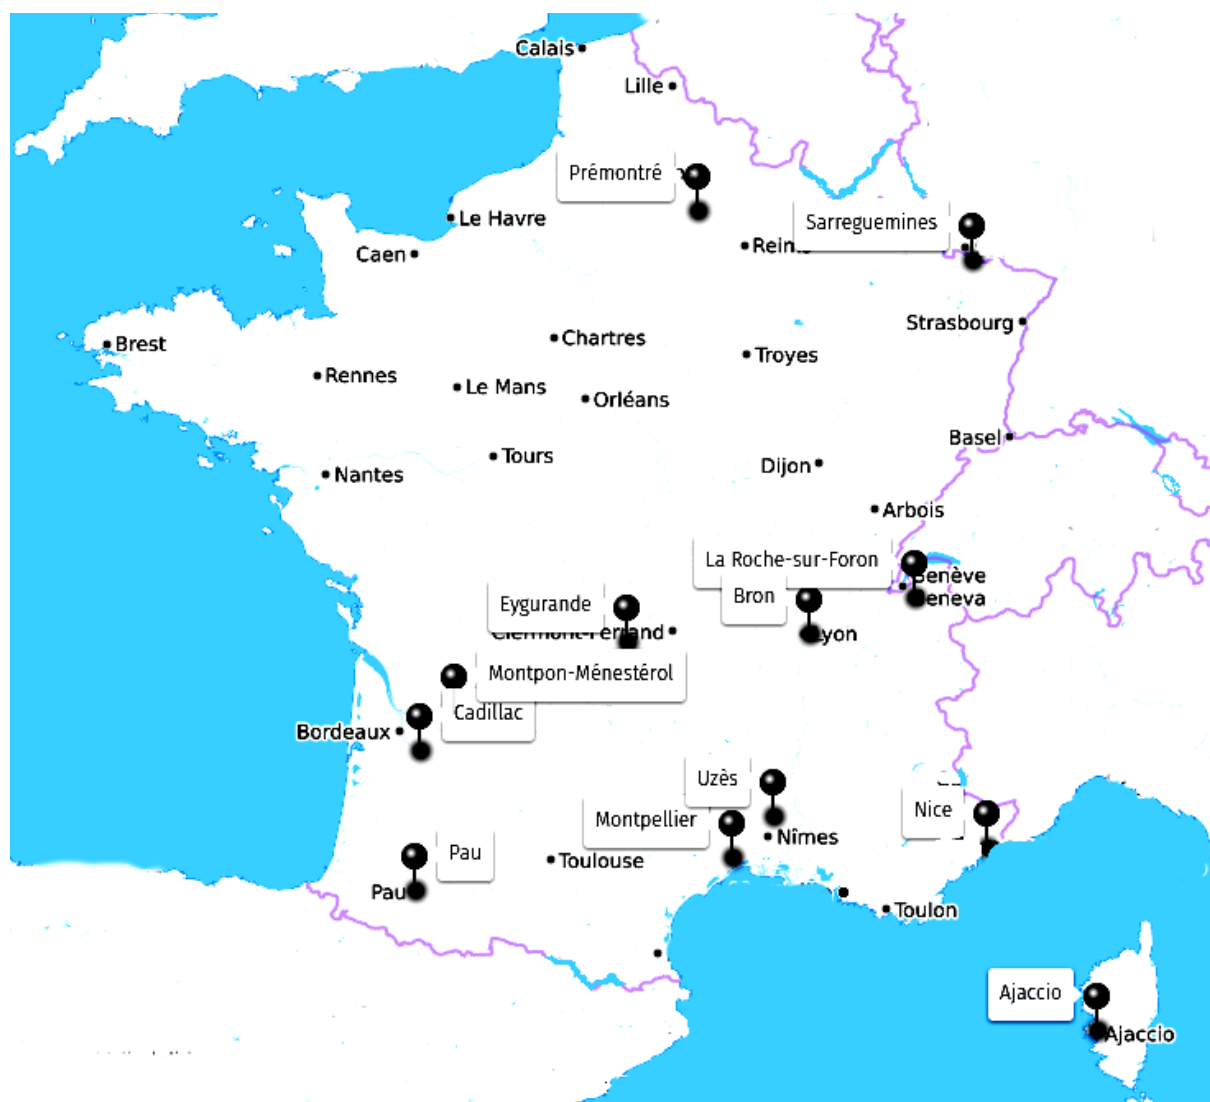 Calais
Lille
Prémontré
Sarreguemines
Le Havre
Reims
Caen
Strasbourg
Chartres
Brest
Troyes
Rennes
Le Mans
Orléans
Basel
Tours
Dijon
Nantes
Arbois
La Roche-sur-Foron
Genève
Geneva
Bron
Eygurande
Clermont-Ferrand
Lyon
Montpon-Ménestérol
Cadillac
Bordeaux
Uzès
Nice
Montpellier
Nîmes
Pau
Toulouse
Pau
Toulon
Ajaccio
Ajaccio